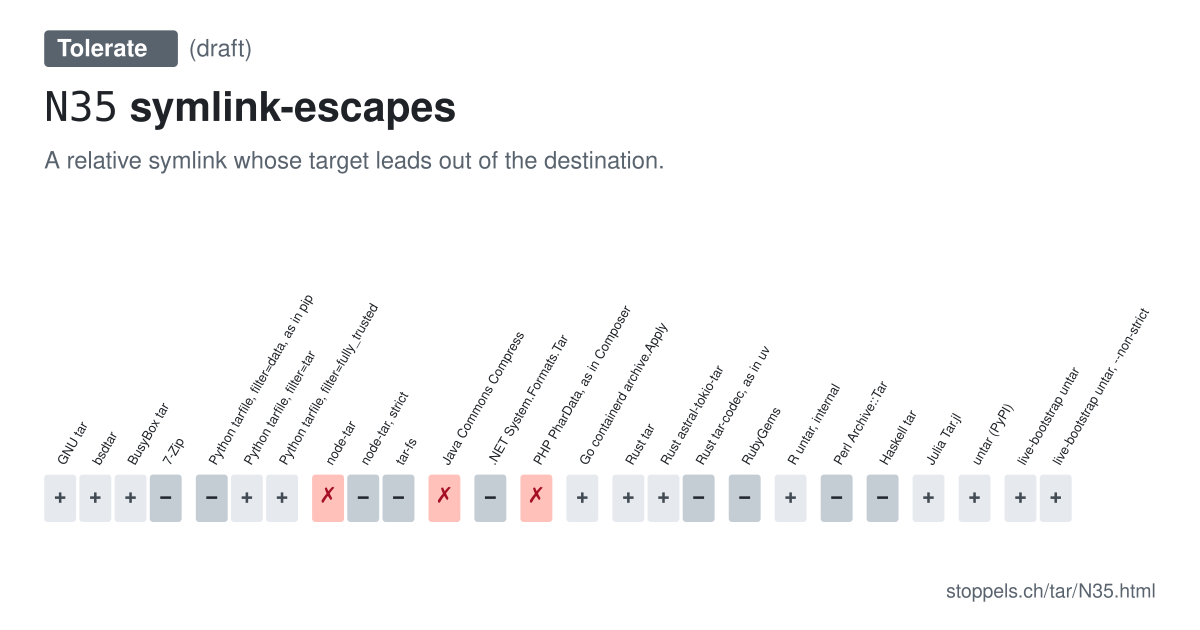 Tolerate (draft)
N35 symlink-escapes
A relative symlink whose target leads out of the destination.
GNU tar
bsdtar
BusyBox tar
7-Zip
Python tarfile, filter=data, as in pip
Python tarfile, filter=tar
Python tarfile, filter=fully_trusted
node-tar
node-tar, strict
tar-fs
Java Commons Compress
.NET System.Formats.Tar
PHP PharData, as in Composer
Go containerd archive.Apply
Rust tar
Rust astral-tokio-tar
Rust tar-codec, as in uv
RubyGems
R untar, internal
Perl Archive::Tar
Haskell tar
Julia Tar.jl
untar (PyPI)
live-bootstrap untar
live-bootstrap untar, --non-strict
+ + + − − + + ✗ − − ✗ − ✗ + + + − − + − − + + + +
stoppels.ch/tar/N35.html